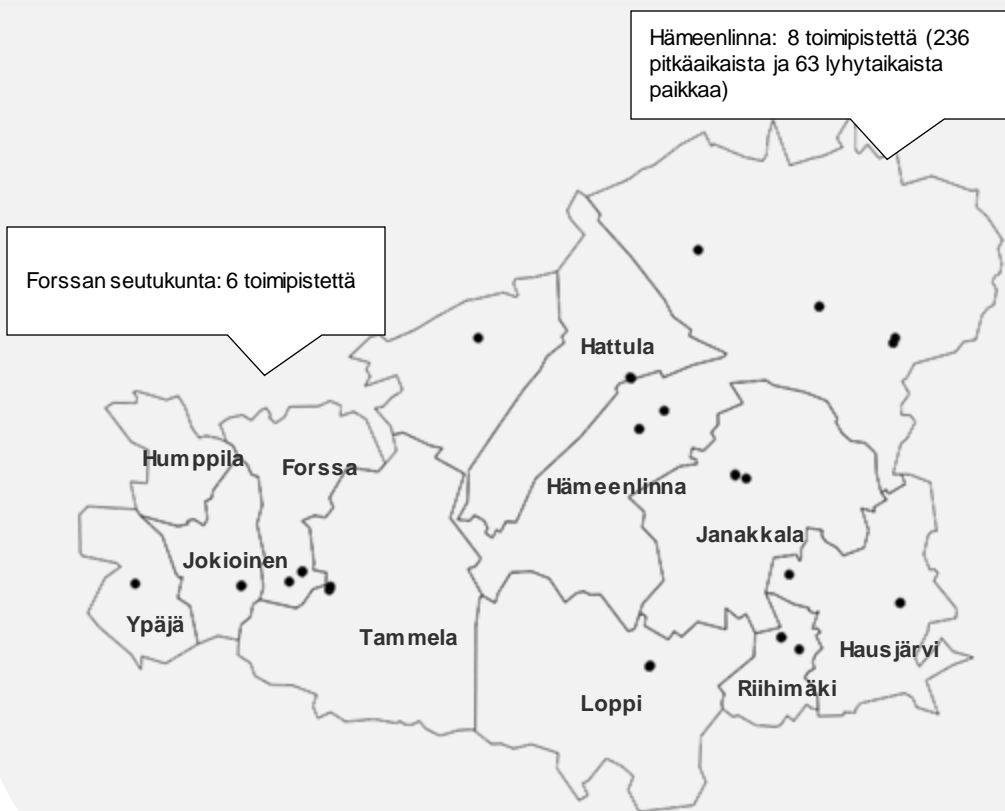 Hämeenlinna: 8 toimipistettä (236
pitkäaikaista ja 63 lyhytaikaista
paikkaa)
Forssan seutukunta: 6 toimipistettä
Hattula
Humppila
Forssa
Hämeenlinna
Janakkala
Jokioinen
Ypäjä
Tammela
Hausjärvi
Riihimäki
Loppi